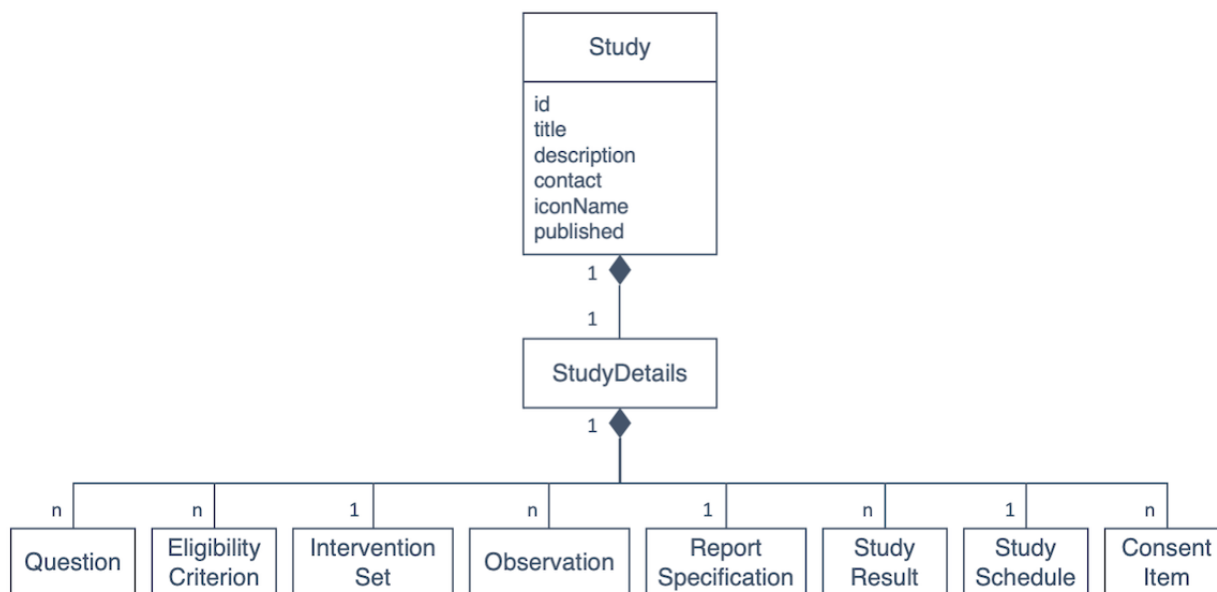 Study
id
title
description
contact
iconName
published
1
1
StudyDetails
1
n n 1 n 1 n 1 n
Question
Eligibility
Criterion
Intervention
Set
Observation
Report
Specification
Study
Result
Study
Schedule
Consent
Item